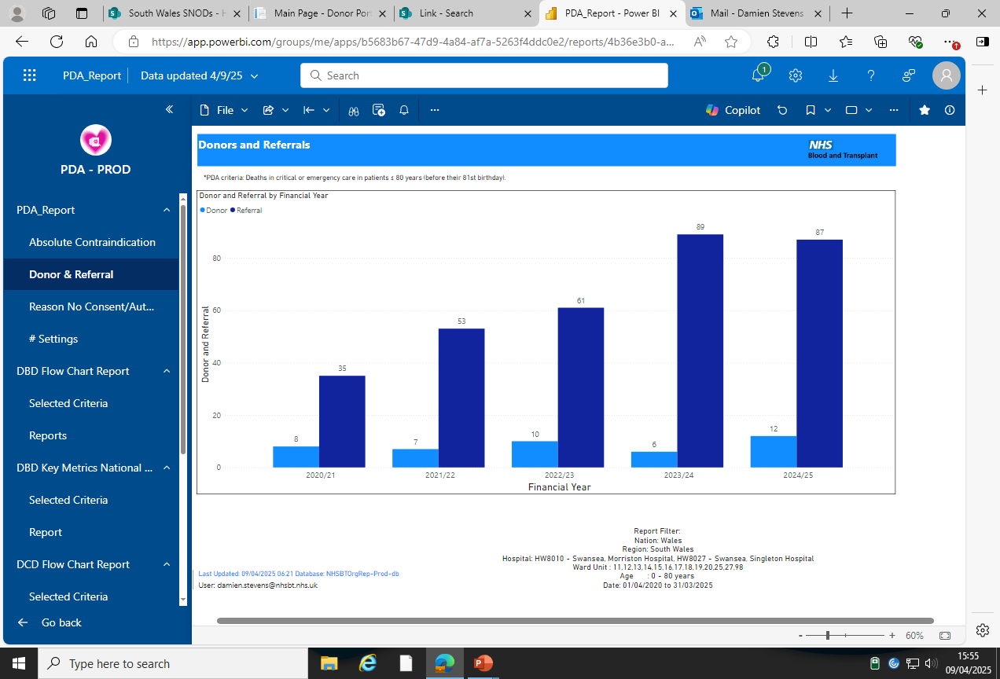 South Wales SNODs - H
Main Page - Donor Port
Link - Search
PDA_Report - Power BI
Mail - Damien Stevens
https://app.powerbi.com/groups/me/apps/b5683b67-47d9-4a84-af7a-5263f4ddc0e2/reports/4b36e3b0-a...
PDA_Report
Data updated 4/9/25
Search
1
File
Copilot
PDA - PROD
PDA_Report
Absolute Contraindication
Donor & Referral
Reason No Consent/Aut...
# Settings
DBD Flow Chart Report
Selected Criteria
Reports
DBD Key Metrics National ...
Selected Criteria
Report
DCD Flow Chart Report
Selected Criteria
Go back
Donors and Referrals
NHS
Blood and Transplant
*PDA criteria: Deaths in critical or emergency care in patients ≤ 80 years (before their 81st birthday).
Donor and Referral by Financial Year
Donor Referral
Donor and Referral
80
60
40
20
0
8
35
7
53
10
61
6
89
12
87
2020/21
2021/22
2022/23
2023/24
2024/25
Financial Year
Report Filter:
Nation: Wales
Region: South Wales
Hospital: HW8010 - Swansea, Morriston Hospital, HW8027 - Swansea, Singleton Hospital
Ward Unit : 11,12,13,14,15,16,17,18,19,20,25,27,98
Age : 0 - 80 years
Date: 01/04/2020 to 31/03/2025
Last Updated: 09/04/2025 06:21 Database: NHSBTOrgRep-Prod-db
User: damien.stevens@nhsbt.nhs.uk
- + 60%
Type here to search
15:55
09/04/2025